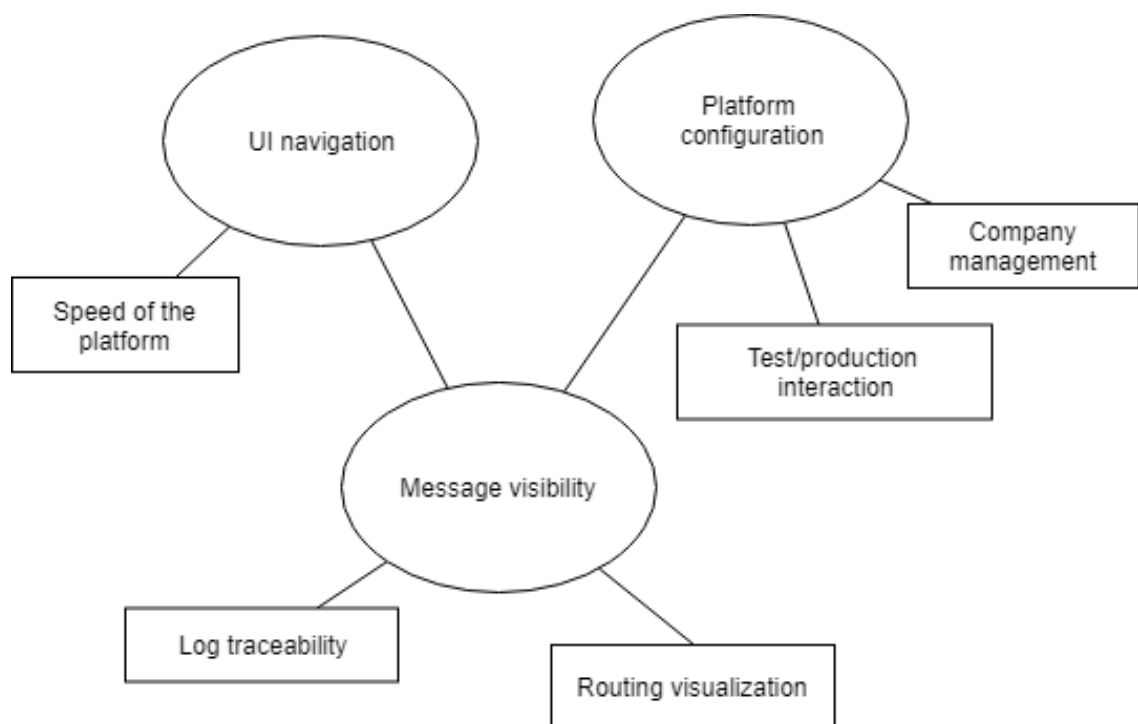 UI navigation
Platform
configuration
Company
management
Speed of the
platform
Test/production
interaction
Message visibility
Log traceability
Routing visualization